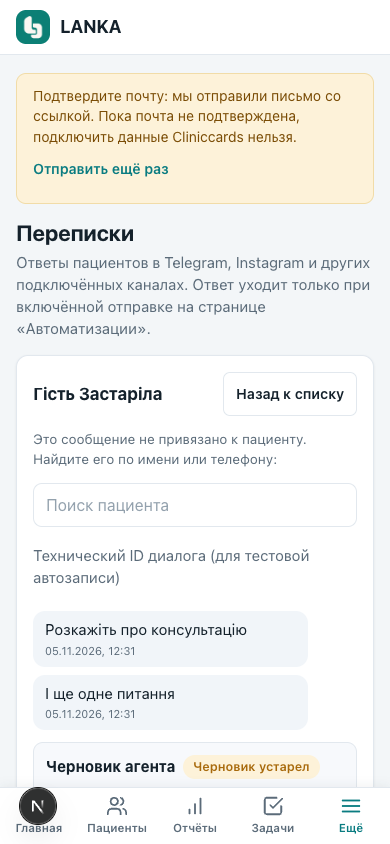 LANKA
Подтвердите почту: мы отправили письмо со
ссылкой. Пока почта не подтверждена,
подключить данные Cliniccards нельзя.
Отправить ещё раз
Переписки
Ответы пациентов в Telegram, Instagram и других
подключённых каналах. Ответ уходит только при
включённой отправке на странице
«Автоматизации».
Гість Застаріла
Назад к списку
Это сообщение не привязано к пациенту.
Найдите его по имени или телефону:
Поиск пациента
Технический ID диалога (для тестовой
автозаписи)
Розкажіть про консультацію
05.11.2026, 12:31
І ще одне питання
05.11.2026, 12:31
Черновик агента
Черновик устарел
N
Главная
Пациенты
Отчёты
Задачи
Ещё